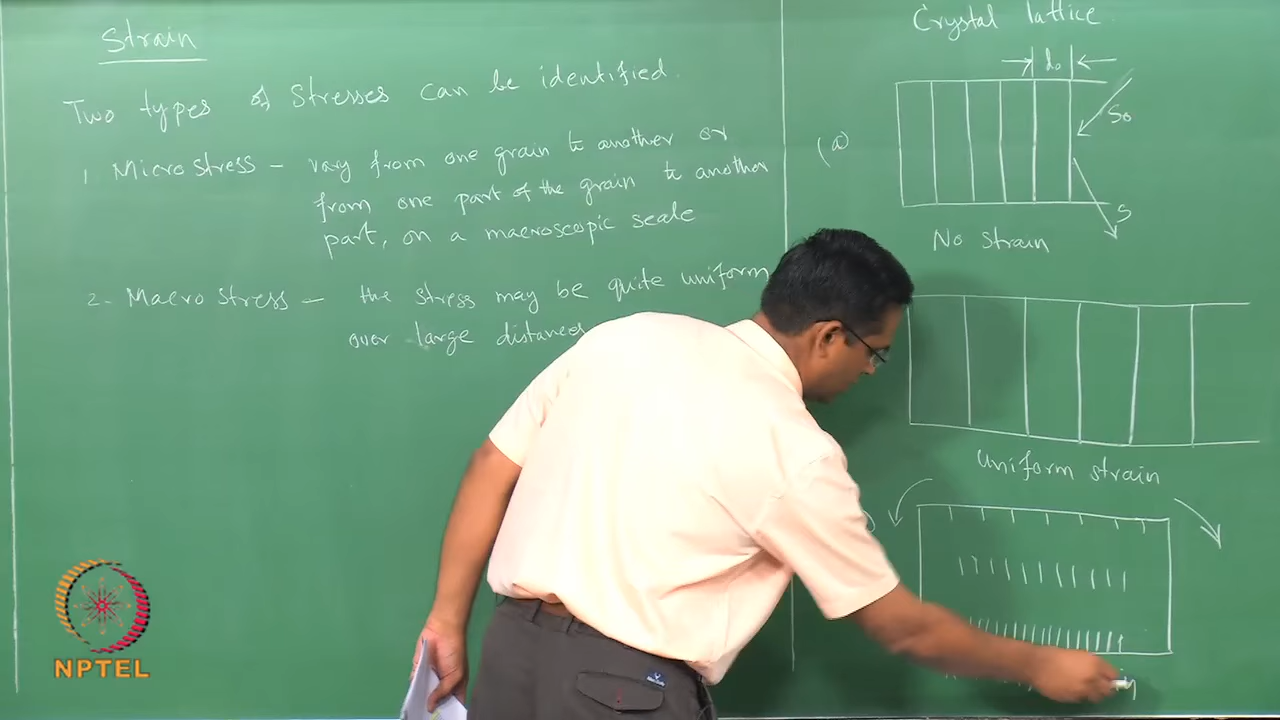 Strain
Two types of Stresses can be identified.
1. Micro stress - vary from one grain to another or
from one part of the grain to another
part, on a macroscopic scale
2. Macro stress - the stress may be quite uniform
over large distances
Crystal lattice
d₀
S₀
(a)
S
No strain
Uniform strain
NPTEL